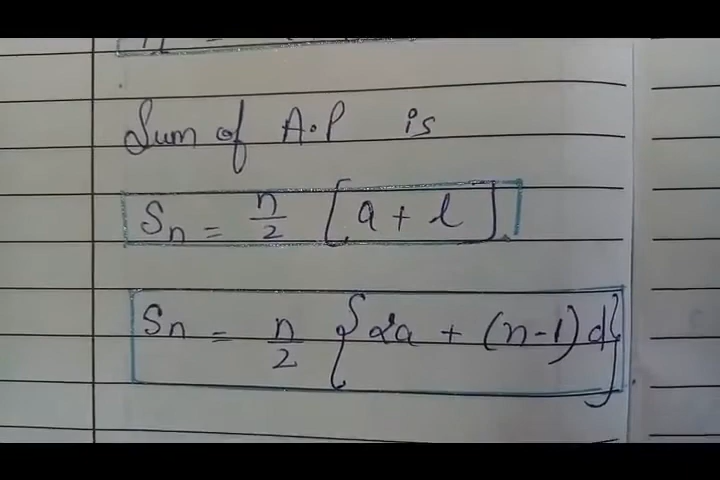 Sum of A.P is
Sn = n/2 [a + l].
Sn = n/2 {2a + (n-1)d}